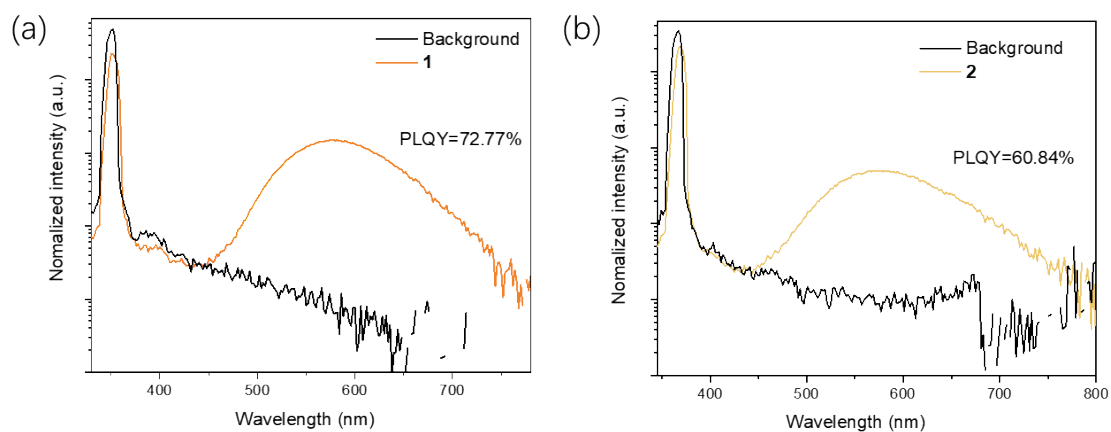 (a)
Background
1
PLQY=72.77%
Nomalized intensity (a.u.)
400
500
600
700
Wavelength (nm)
(b)
Background
2
PLQY=60.84%
Nomalized intensity (a.u.)
400
500
600
700
800
Wavelength (nm)